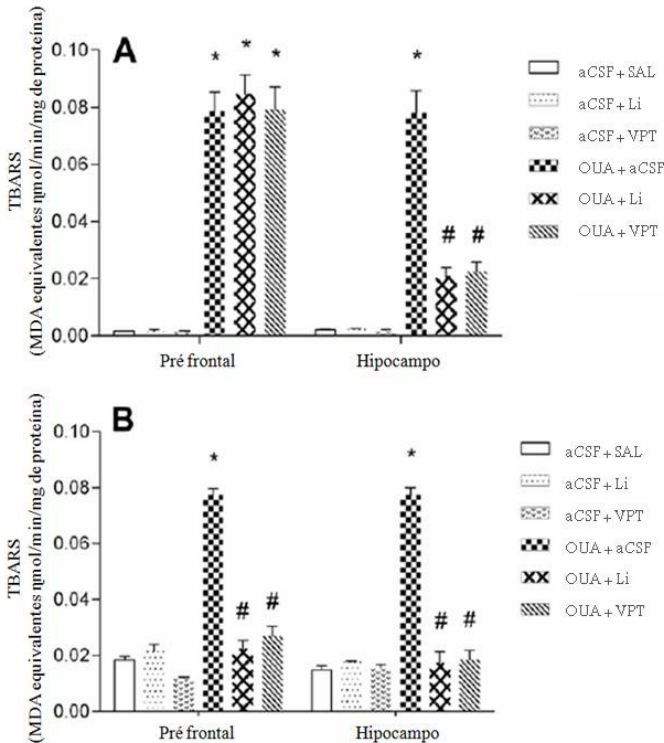 TBARS
(MDA equivalentes ηmol/min/mg de proteína)
A
0.10
0.08
0.06
0.04
0.02
0.00
* * * *
# #
Pré frontal
Hipocampo
aCSF + SAL
aCSF + Li
aCSF + VPT
OUA + aCSF
OUA + Li
OUA + VPT
TBARS
(MDA equivalentes ηmol/min/mg de proteína)
B
0.10
0.08
0.06
0.04
0.02
0.00
* *
# # # #
Pré frontal
Hipocampo
aCSF + SAL
aCSF + Li
aCSF + VPT
OUA + aCSF
OUA + Li
OUA + VPT